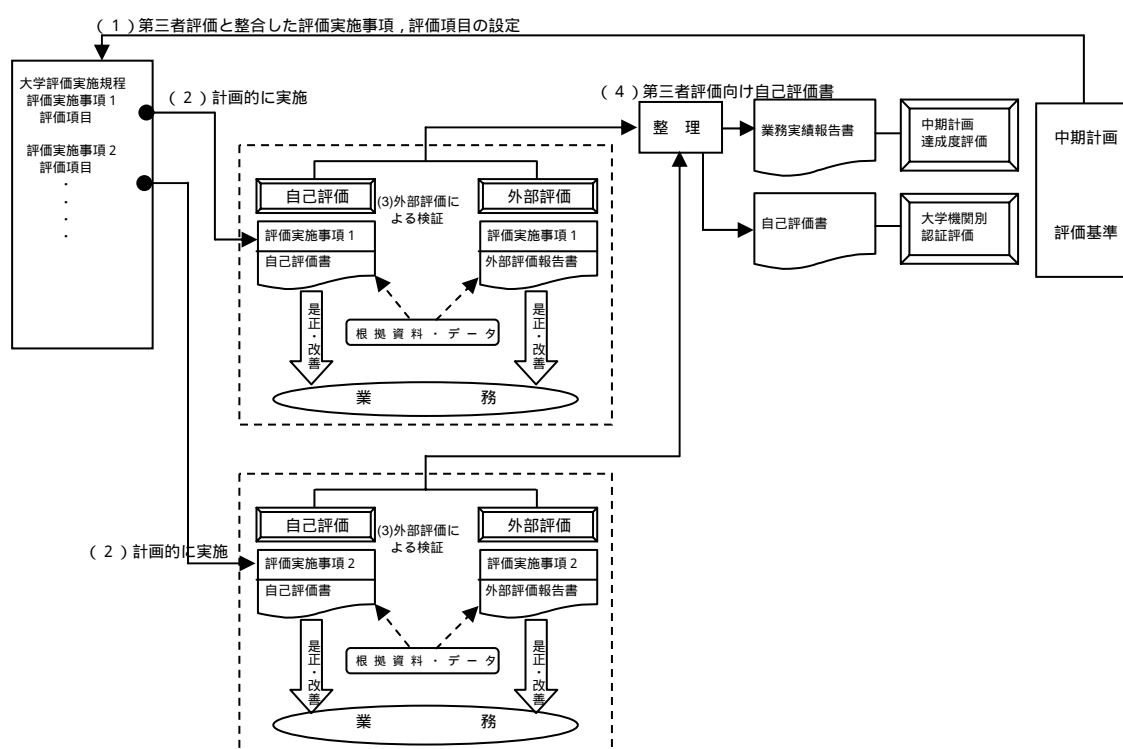 (1)第三者評価と整合した評価実施事項,評価項目の設定
大学評価実施規程
評価実施事項1
評価項目
評価実施事項2
評価項目
・
・
・
・
・
(2)計画的に実施
(4)第三者評価向け自己評価書
整 理
業務実績報告書
中期計画
達成度評価
自己評価書
大学機関別
認証評価
中期計画
評価基準
自己評価
(3)外部評価に
よる検証
外部評価
評価実施事項1
自己評価書
評価実施事項1
外部評価報告書
根 拠 資 料 ・ デ ー タ
是正・改善
是正・改善
業 務
(2)計画的に実施
自己評価
(3)外部評価に
よる検証
外部評価
評価実施事項2
自己評価書
評価実施事項2
外部評価報告書
根 拠 資 料 ・ デ ー タ
是正・改善
是正・改善
業 務